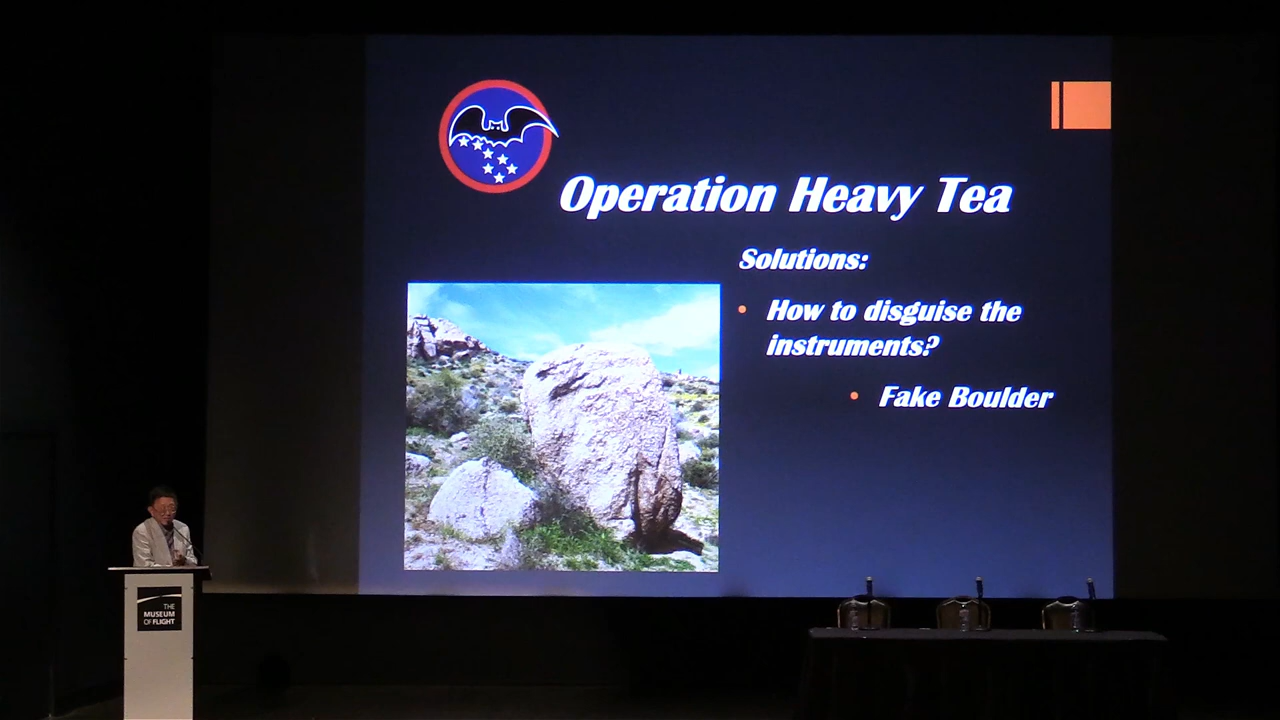 Operation Heavy Tea
Solutions:
• How to disguise the
instruments?
• Fake Boulder
THE
MUSEUM
OF FLIGHT